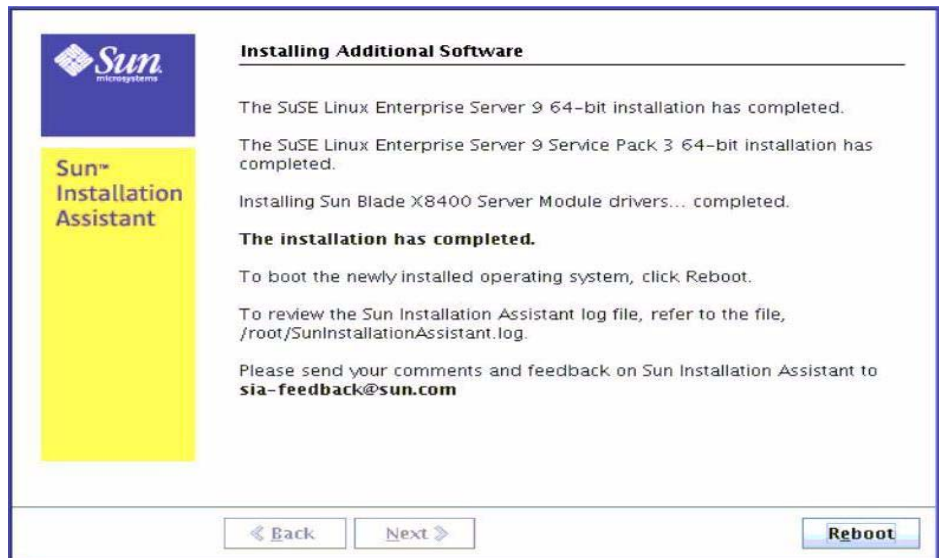 Sun
microsystems
Sun™
Installation
Assistant
Installing Additional Software
The SuSE Linux Enterprise Server 9 64-bit installation has completed.
The SuSE Linux Enterprise Server 9 Service Pack 3 64-bit installation has
completed.
Installing Sun Blade X8400 Server Module drivers... completed.
The installation has completed.
To boot the newly installed operating system, click Reboot.
To review the Sun Installation Assistant log file, refer to the file,
/root/SunInstallationAssistant.log.
Please send your comments and feedback on Sun Installation Assistant to
sia-feedback@sun.com
Back
Next
Reboot